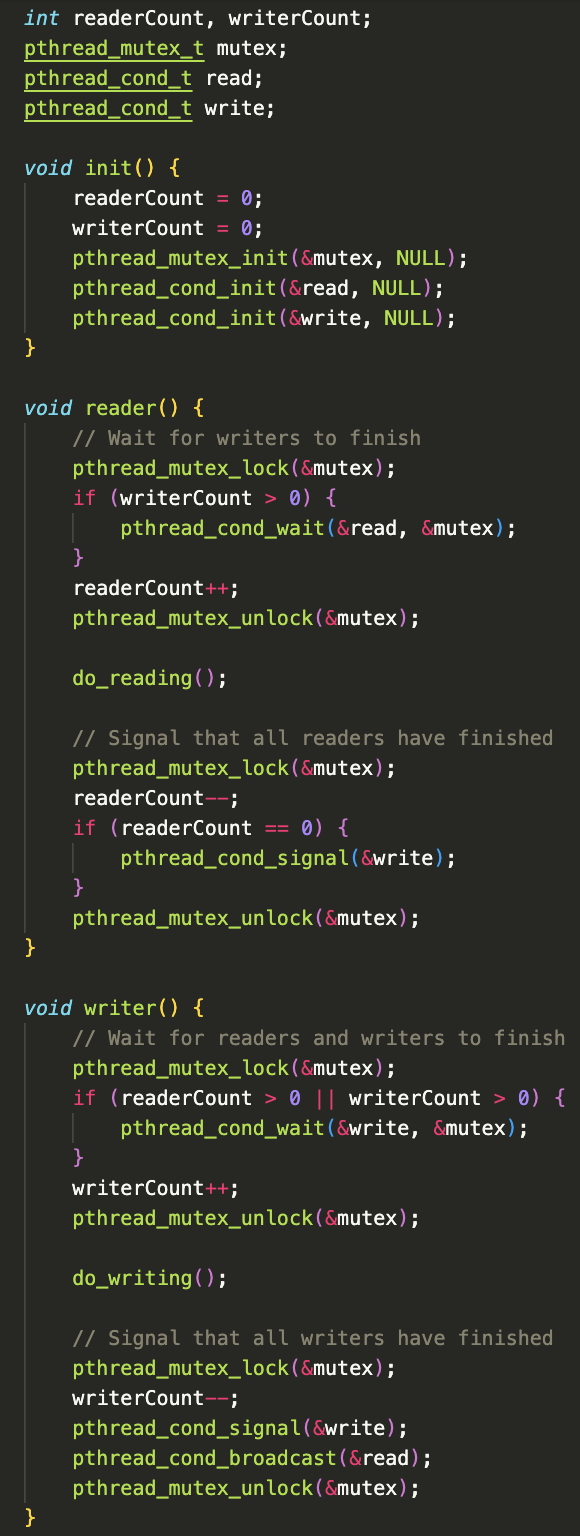 int readerCount, writerCount;
pthread_mutex_t mutex;
pthread_cond_t read;
pthread_cond_t write;

void init() {
    readerCount = 0;
    writerCount = 0;
    pthread_mutex_init(&mutex, NULL);
    pthread_cond_init(&read, NULL);
    pthread_cond_init(&write, NULL);
}

void reader() {
    // Wait for writers to finish
    pthread_mutex_lock(&mutex);
    if (writerCount > 0) {
        pthread_cond_wait(&read, &mutex);
    }
    readerCount++;
    pthread_mutex_unlock(&mutex);

    do_reading();

    // Signal that all readers have finished
    pthread_mutex_lock(&mutex);
    readerCount--;
    if (readerCount == 0) {
        pthread_cond_signal(&write);
    }
    pthread_mutex_unlock(&mutex);
}

void writer() {
    // Wait for readers and writers to finish
    pthread_mutex_lock(&mutex);
    if (readerCount > 0 || writerCount > 0) {
        pthread_cond_wait(&write, &mutex);
    }
    writerCount++;
    pthread_mutex_unlock(&mutex);

    do_writing();

    // Signal that all writers have finished
    pthread_mutex_lock(&mutex);
    writerCount--;
    pthread_cond_signal(&write);
    pthread_cond_broadcast(&read);
    pthread_mutex_unlock(&mutex);
}